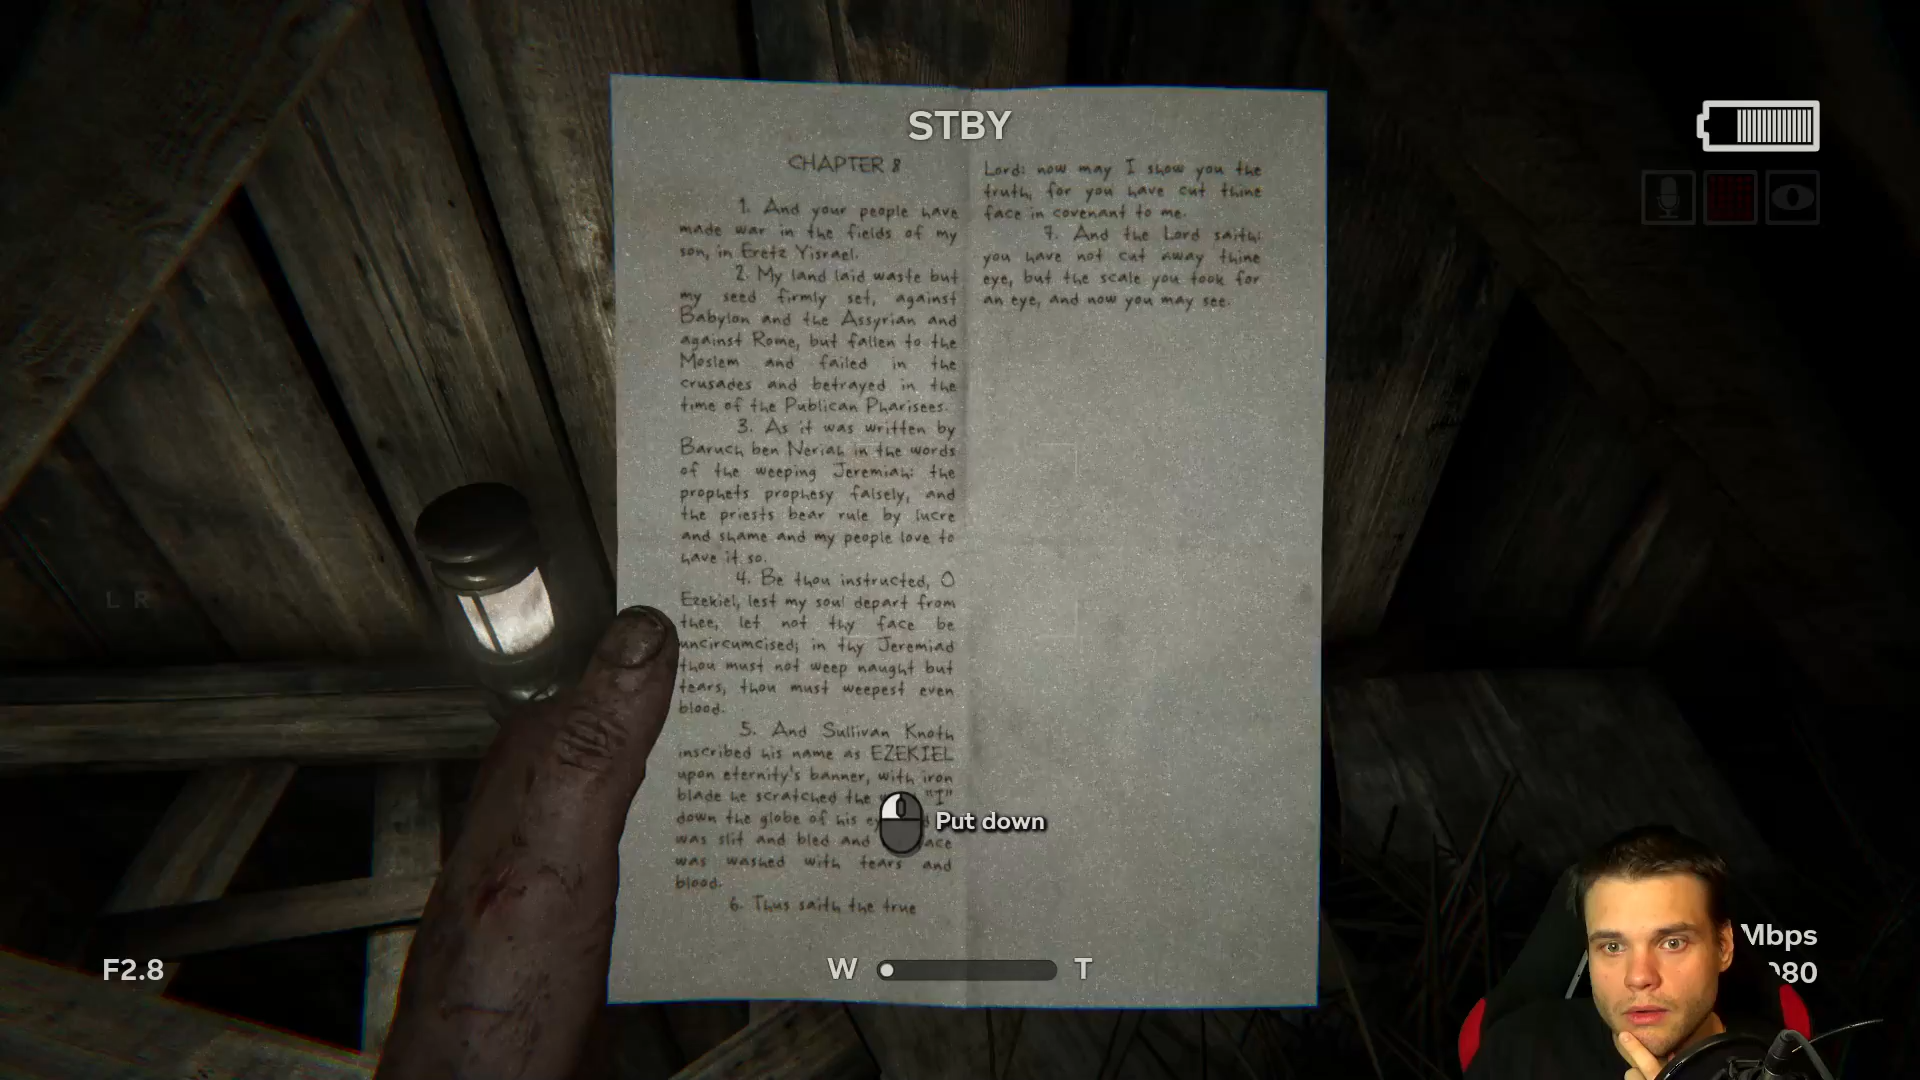 STBY
CHAPTER 8
1. And your people have
made war in the fields of my
son, in Eretz Yisrael.
2. My land laid waste but
my seed firmly set, against
Babylon and the Assyrian and
against Rome, but fallen to the
Moslem and failed in the
crusades and betrayed in the
time of the Publican Pharisees.
3. As it was written by
Baruch ben Neriah in the words
of the weeping Jeremiah: the
prophets prophesy falsely, and
the priests bear rule by lucre
and shame and my people love to
have it so.
4. Be thou instructed, O
Ezekiel, lest my soul depart from
thee, let not thy face be
uncircumcised; in thy Jeremiad
thou must not weep naught but
tears, thou must weepest even
blood.
5. And Sullivan Knoth
inscribed his name as EZEKIEL
upon eternity's banner, with iron
blade he scratched the "I"
down the globe of his
was slit and bled and
was washed with tears and
blood.
6. Thus saith the true
Lord: now may I show you the
truth, for you have cut thine
face in covenant to me.
7. And the Lord saith:
you have not cut away thine
eye, but the scale you took for
an eye, and now you may see.
Put down
L R
F2.8
W T
Mbps